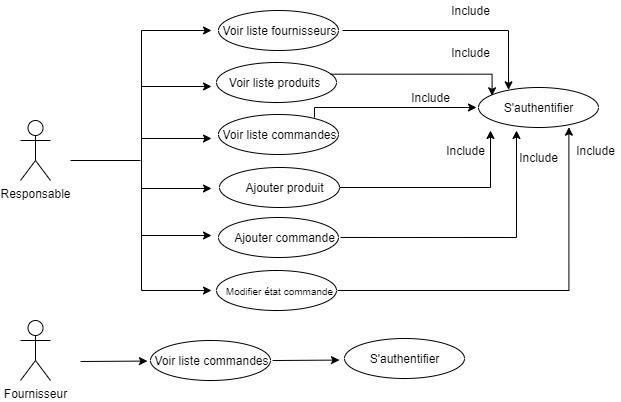 Include
Voir liste fournisseurs
Include
Voir liste produits
Include
S'authentifier
Voir liste commandes
Include
Include
Include
Ajouter produit
Responsable
Ajouter commande
Modifier état commande
Voir liste commandes
S'authentifier
Fournisseur